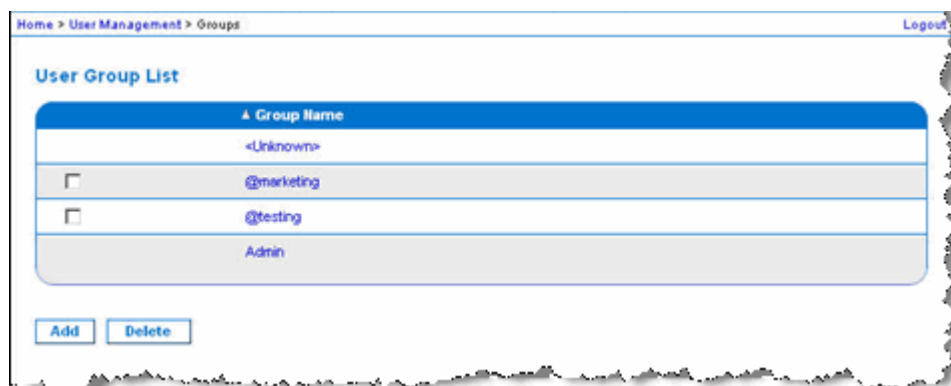 Home > User Management > Groups Logout
User Group List
▲ Group Name
<Unknown>
@marketing
@testing
Admin
Add Delete